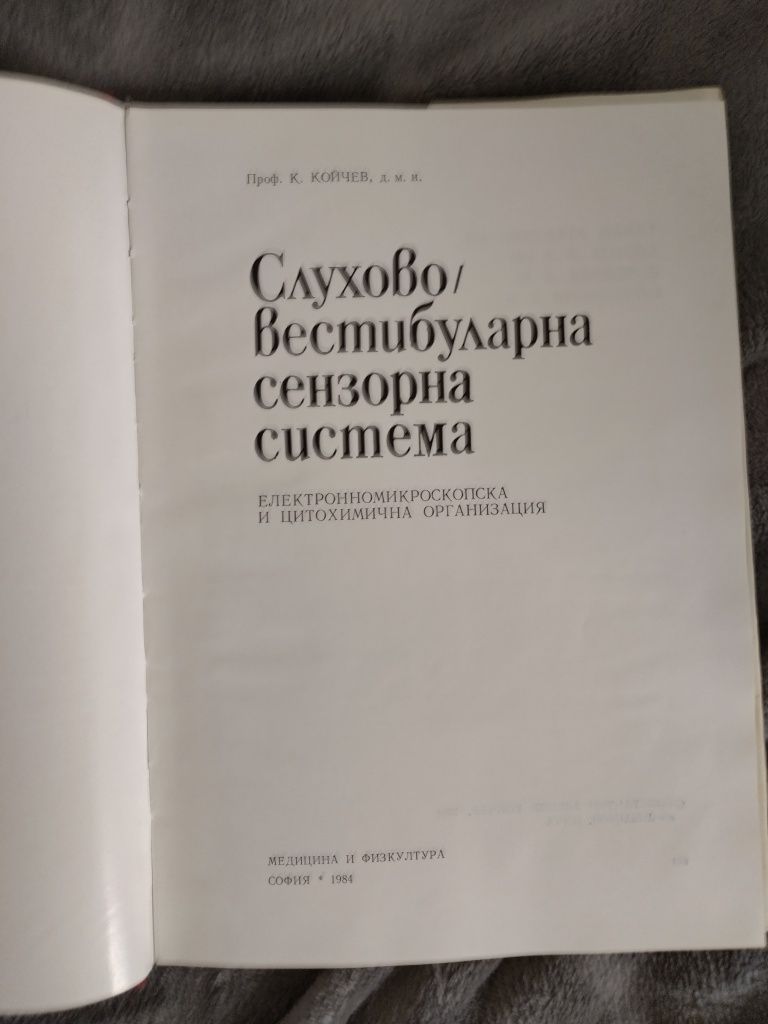 Проф. К. КОЙЧЕВ, д. м. н.
Слухово/
вестибуларна
сензорна
система
ЕЛЕКТРОННОМИКРОСКОПСКА
И ЦИТОХИМИЧНА ОРГАНИЗАЦИЯ
МЕДИЦИНА И ФИЗКУЛТУРА
СОФИЯ * 1984